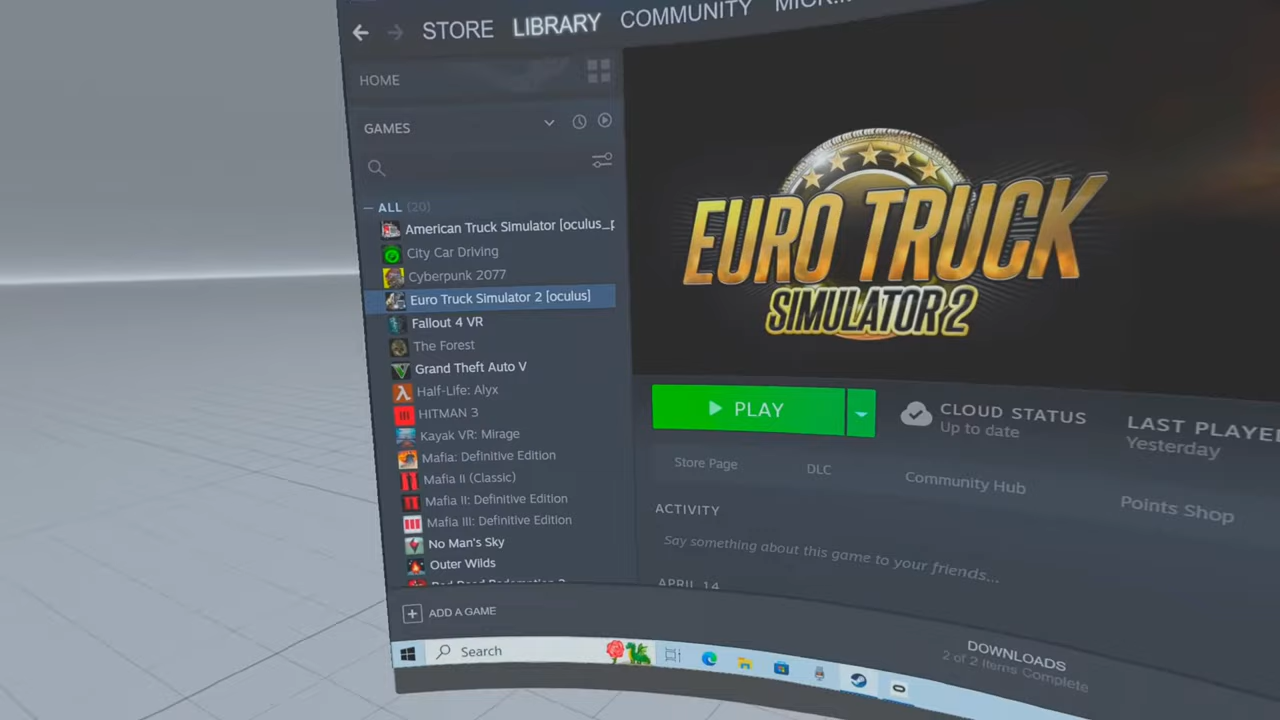 STORE LIBRARY COMMUNITY
HOME
GAMES
ALL (20)
American Truck Simulator [oculus_p
City Car Driving
Cyberpunk 2077
Euro Truck Simulator 2 [oculus]
Fallout 4 VR
The Forest
Grand Theft Auto V
Half-Life: Alyx
HITMAN 3
Kayak VR: Mirage
Mafia: Definitive Edition
Mafia II (Classic)
Mafia II: Definitive Edition
Mafia III: Definitive Edition
No Man's Sky
Outer Wilds
ADD A GAME
EURO TRUCK
SIMULATOR 2
PLAY
CLOUD STATUS
Up to date
LAST PLAYED
Yesterday
Store Page
DLC
Community Hub
Points Shop
ACTIVITY
Say something about this game to your friends...
APRIL 14
DOWNLOADS
2 of 2 Items Complete
Search